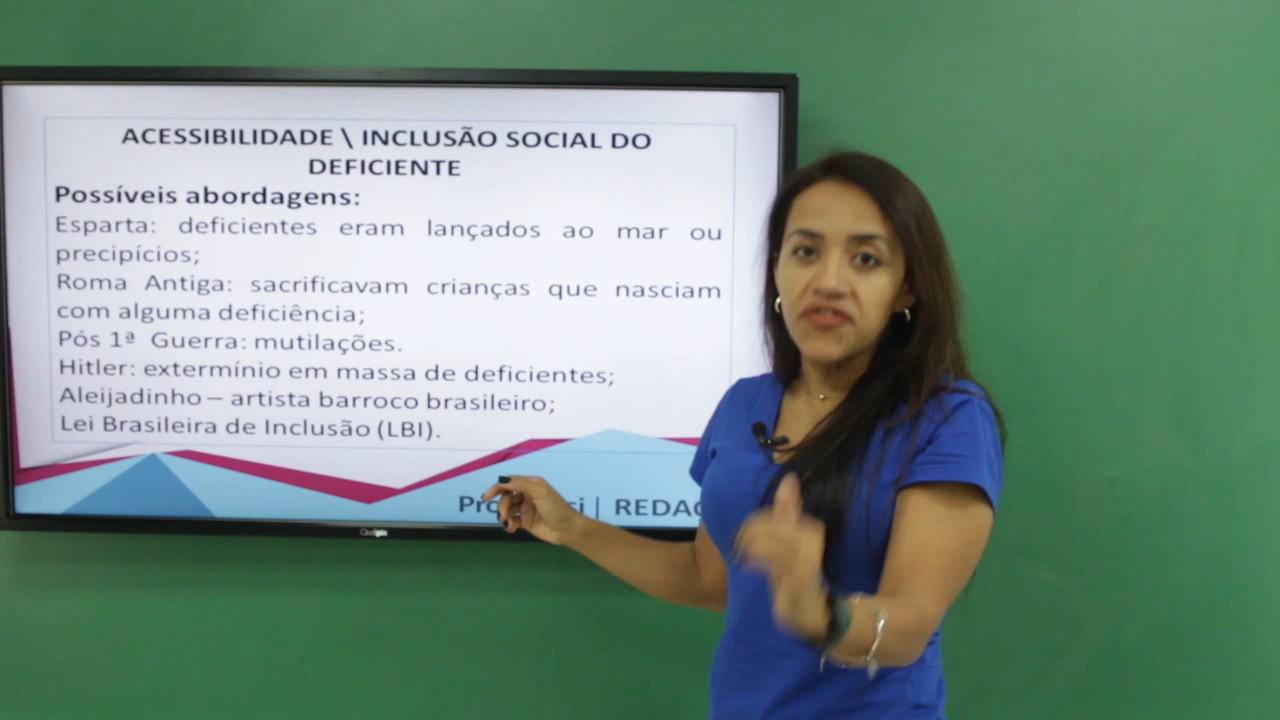 ACESSIBILIDADE \ INCLUSÃO SOCIAL DO
DEFICIENTE
Possíveis abordagens:
Esparta: deficientes eram lançados ao mar ou
precipícios;
Roma Antiga: sacrificavam crianças que nasciam
com alguma deficiência;
Pós 1ª Guerra: mutilações.
Hitler: extermínio em massa de deficientes;
Aleijadinho – artista barroco brasileiro;
Lei Brasileira de Inclusão (LBI).
|